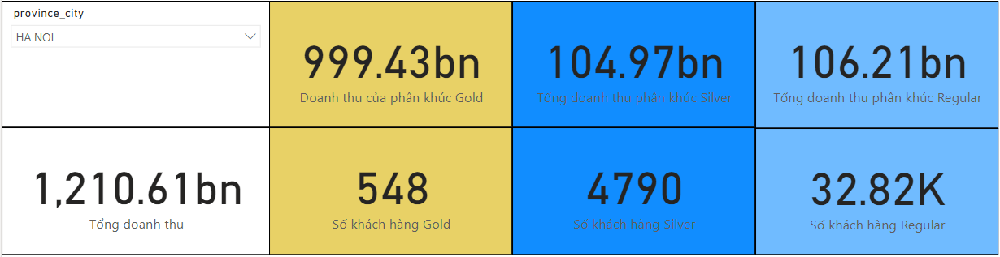 province_city
HA NOI
999.43bn
Doanh thu của phân khúc Gold
104.97bn
Tổng doanh thu phân khúc Silver
106.21bn
Tổng doanh thu phân khúc Regular
1,210.61bn
Tổng doanh thu
548
Số khách hàng Gold
4790
Số khách hàng Silver
32.82K
Số khách hàng Regular